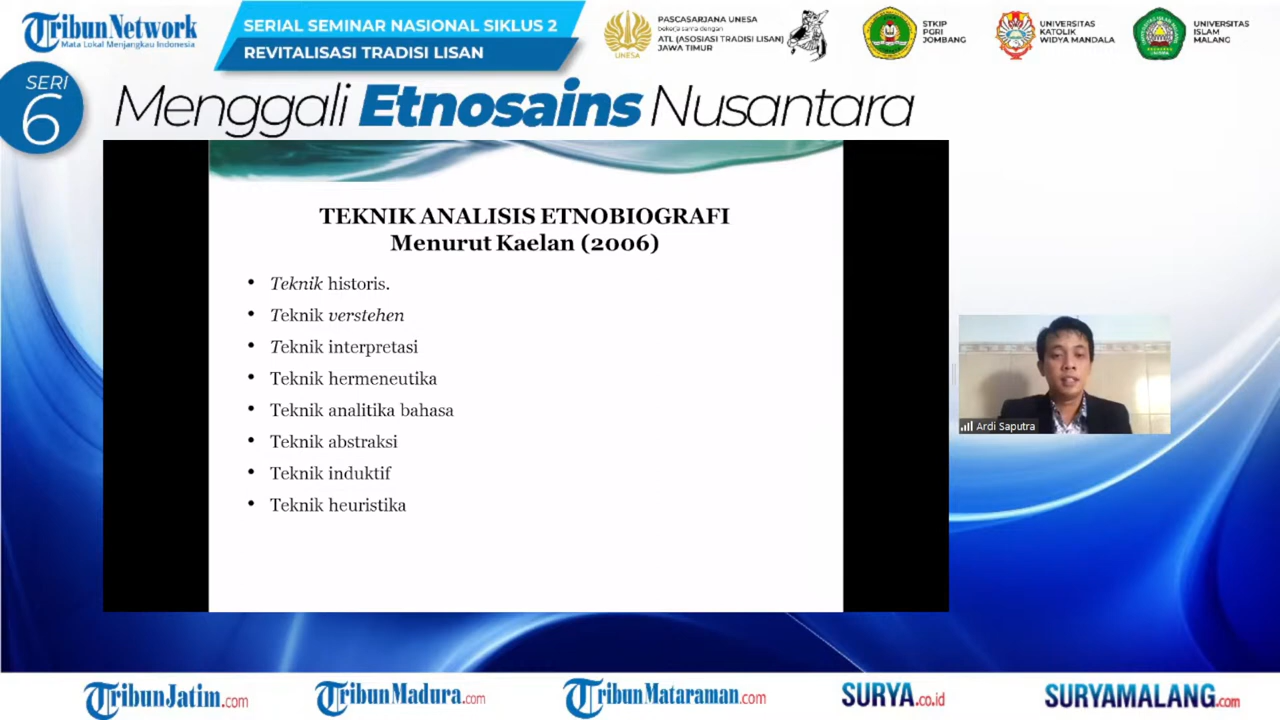 Tribun Network
Mata Lokal Menjangkau Indonesia
SERIAL SEMINAR NASIONAL SIKLUS 2
REVITALISASI TRADISI LISAN
UNESA
PASCASARJANA UNESA
bekerja sama dengan
ATL (ASOSIASI TRADISI LISAN)
JAWA TIMUR
STKIP
PGRI
JOMBANG
UNIVERSITAS
KATOLIK
WIDYA MANDALA
UNIVERSITAS
ISLAM
MALANG
SERI
6
Menggali Etnosains Nusantara
TEKNIK ANALISIS ETNOBIOGRAFI
Menurut Kaelan (2006)
• Teknik historis.
• Teknik verstehen
• Teknik interpretasi
• Teknik hermeneutika
• Teknik analitika bahasa
• Teknik abstraksi
• Teknik induktif
• Teknik heuristika
Ardi Saputra
TribunJatim.com
TribunMadura.com
TribunMataraman.com
SURYA.co.id
SURYAMALANG.com